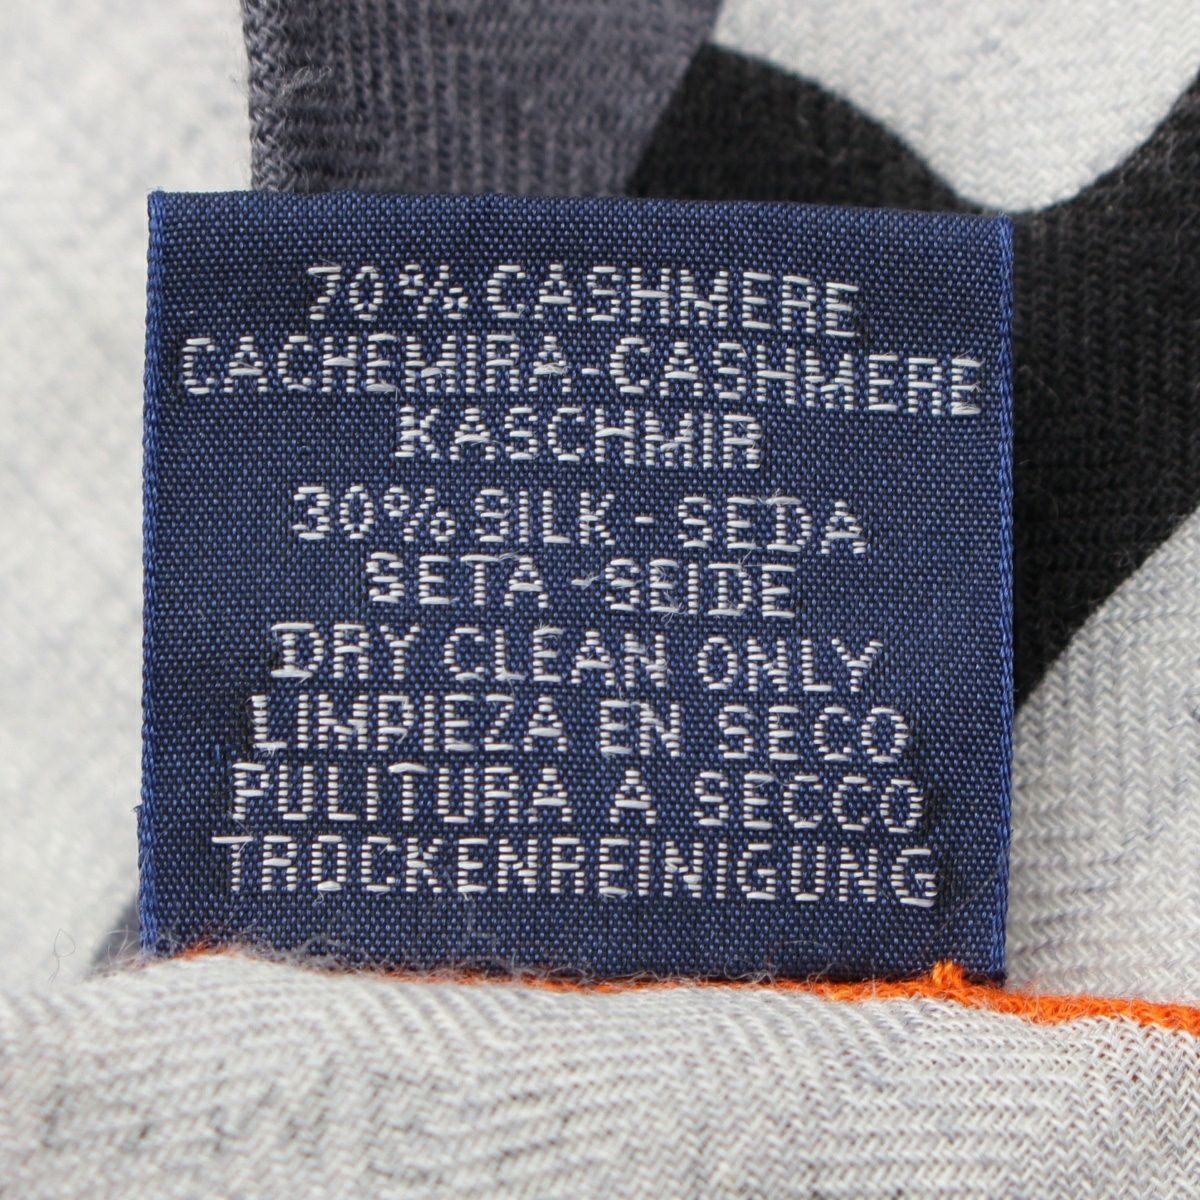 70% CASHMERE
CACHEMIRA-CASHMERE
KASCHMIR
30% SILK - SEDA
SETA - SEIDE
DRY CLEAN ONLY
LIMPIEZA EN SECO
PULITURA A SECCO
TROCKENREINIGUNG